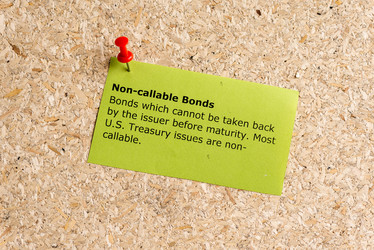 Non-callable Bonds
Bonds which cannot be taken back
by the issuer before maturity. Most
U.S. Treasury issues are non-
callable.